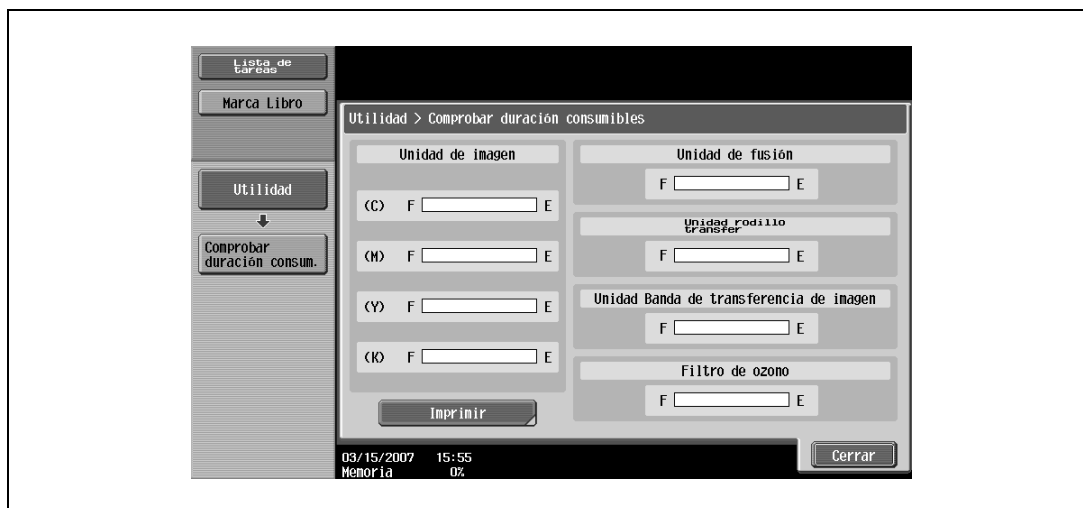 Lista de
tareas
Marca Libro
Utilidad
Comprobar
duración consum.
Utilidad > Comprobar duración consumibles
Unidad de imagen
(C) F E
(M) F E
(Y) F E
(K) F E
Imprimir
Unidad de fusión
F E
Unidad rodillo
transfer
F E
Unidad Banda de transferencia de imagen
F E
Filtro de ozono
F E
03/15/2007 15:55
Memoria 0%
Cerrar